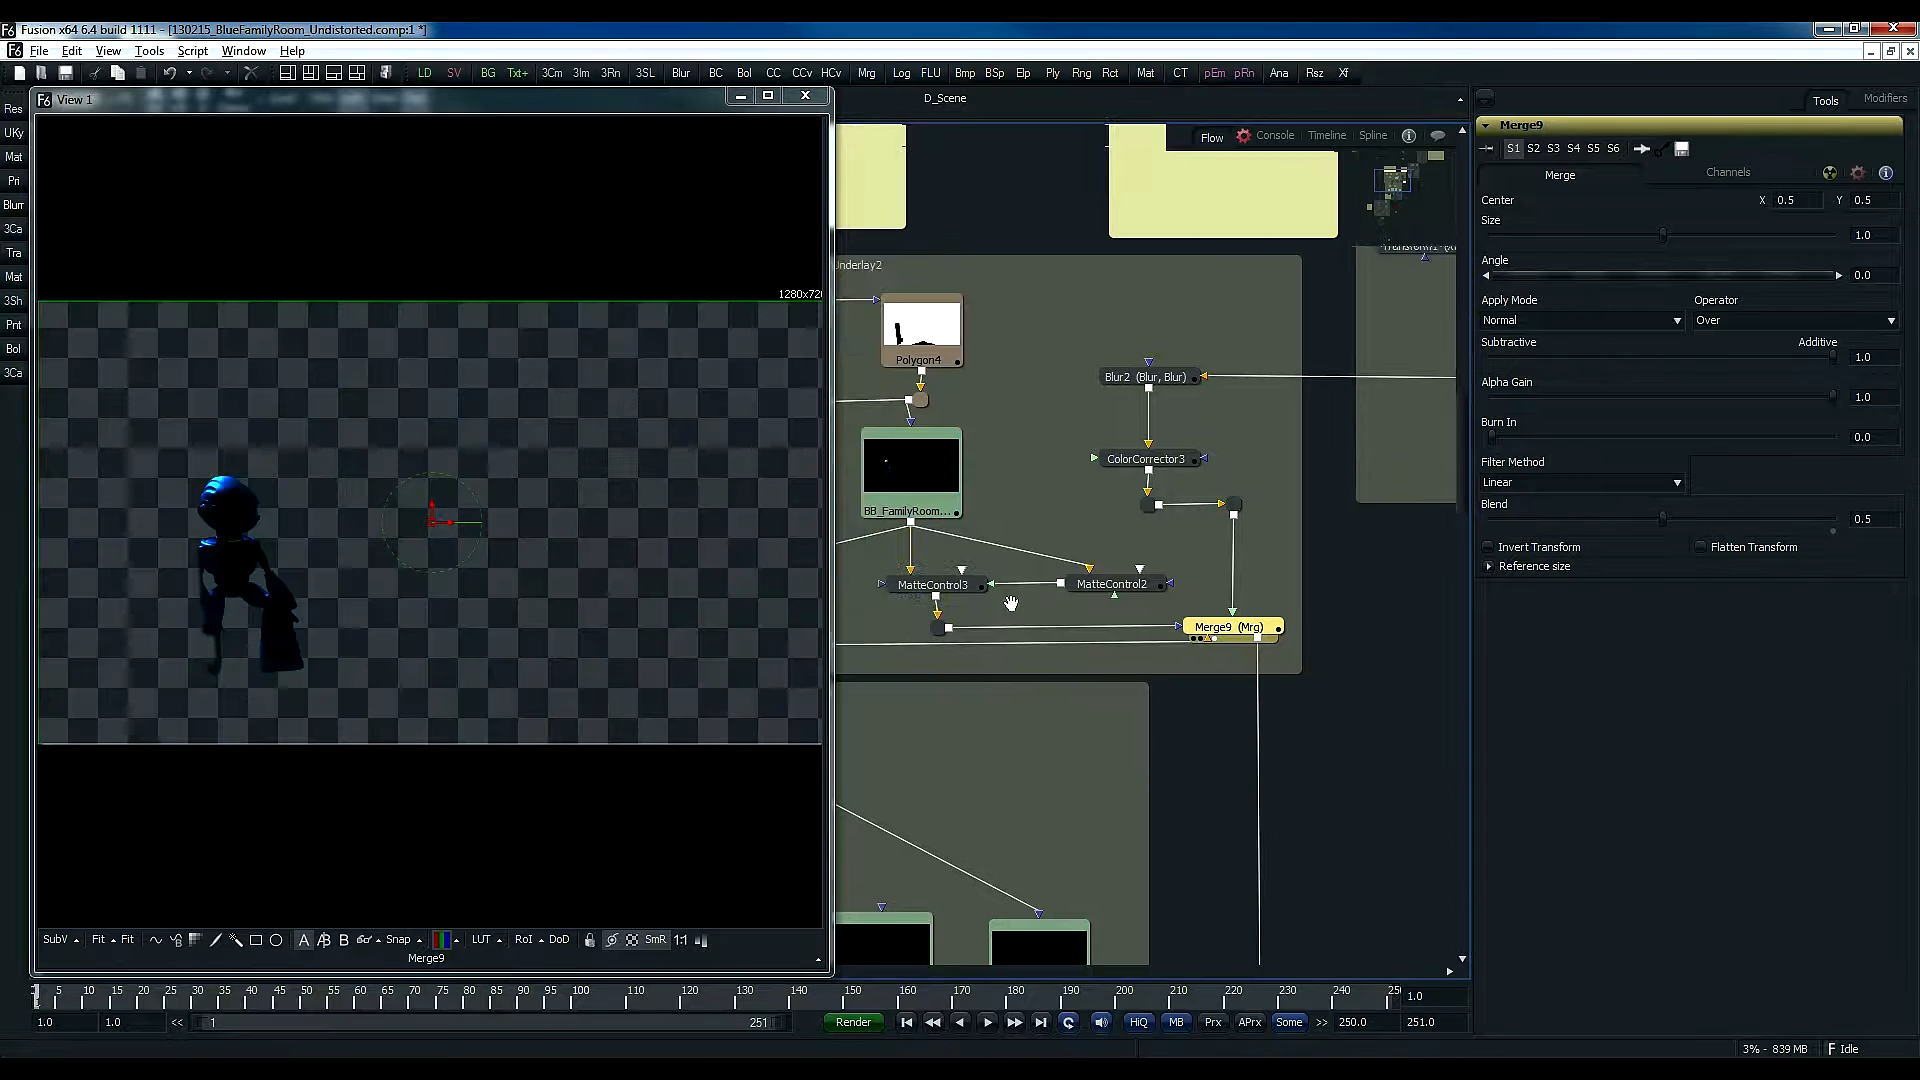 Fusion x64 6.4 build 1111 - [130215_BlueFamilyRoom_Undistorted.comp:1 *]
File Edit View Tools Script Window Help
LD SV BG Txt+ 3Cm 3Im 3Rn 3SL Blur BC Bol CC CCv HCv Mrg Log FLU Bmp BSp Elp Ply Rng Rct Mat CT pEm pRn Ana Rsz Xf
View 1
D_Scene
Tools Modifiers
Res
UKy
Mat
Pri
Blurr
3Ca
Tra
Mat
3Sh
Pnt
Bol
3Ca
1280x720
Flow Console Timeline Spline
Underlay2
Polygon4
BB_FamilyRoom...
Blur2 (Blur, Blur)
ColorCorrector3
MatteControl3
MatteControl2
Merge9 (Mrg)
Merge9
S1 S2 S3 S4 S5 S6
Merge Channels
Center X 0.5 Y 0.5
Size
1.0
Angle
0.0
Apply Mode Operator
Normal Over
Subtractive Additive
1.0
Alpha Gain
1.0
Burn In
0.0
Filter Method
Linear
Blend
0.5
Invert Transform Flatten Transform
Reference size
SubV Fit Fit A B Snap LUT RoI DoD SmR 1:1
Merge9
5 10 15 20 25 30 35 40 45 50 55 60 65 70 75 80 85 90 95 100 110 120 130 140 150 160 170 180 190 200 210 220 230 240 1.0
1.0 1.0 << 1 251 Render HiQ MB Prx APrx Some >> 250.0 251.0
3% - 839 MB Idle